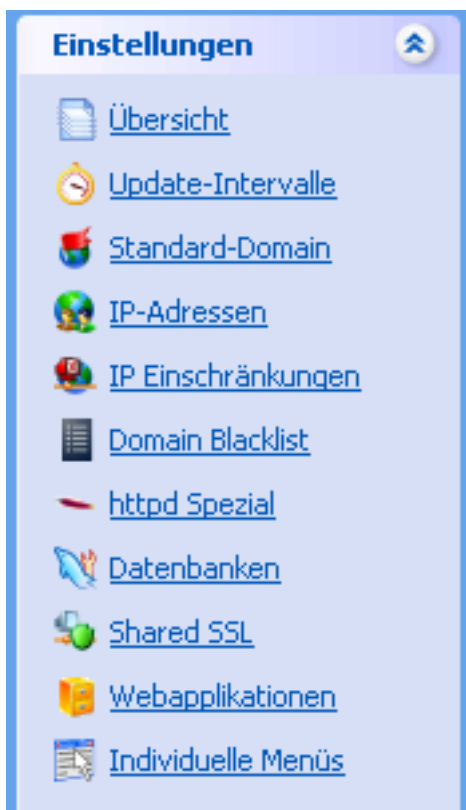 Einstellungen
Übersicht
Update-Intervalle
Standard-Domain
IP-Adressen
IP Einschränkungen
Domain Blacklist
httpd Spezial
Datenbanken
Shared SSL
Webapplikationen
Individuelle Menüs